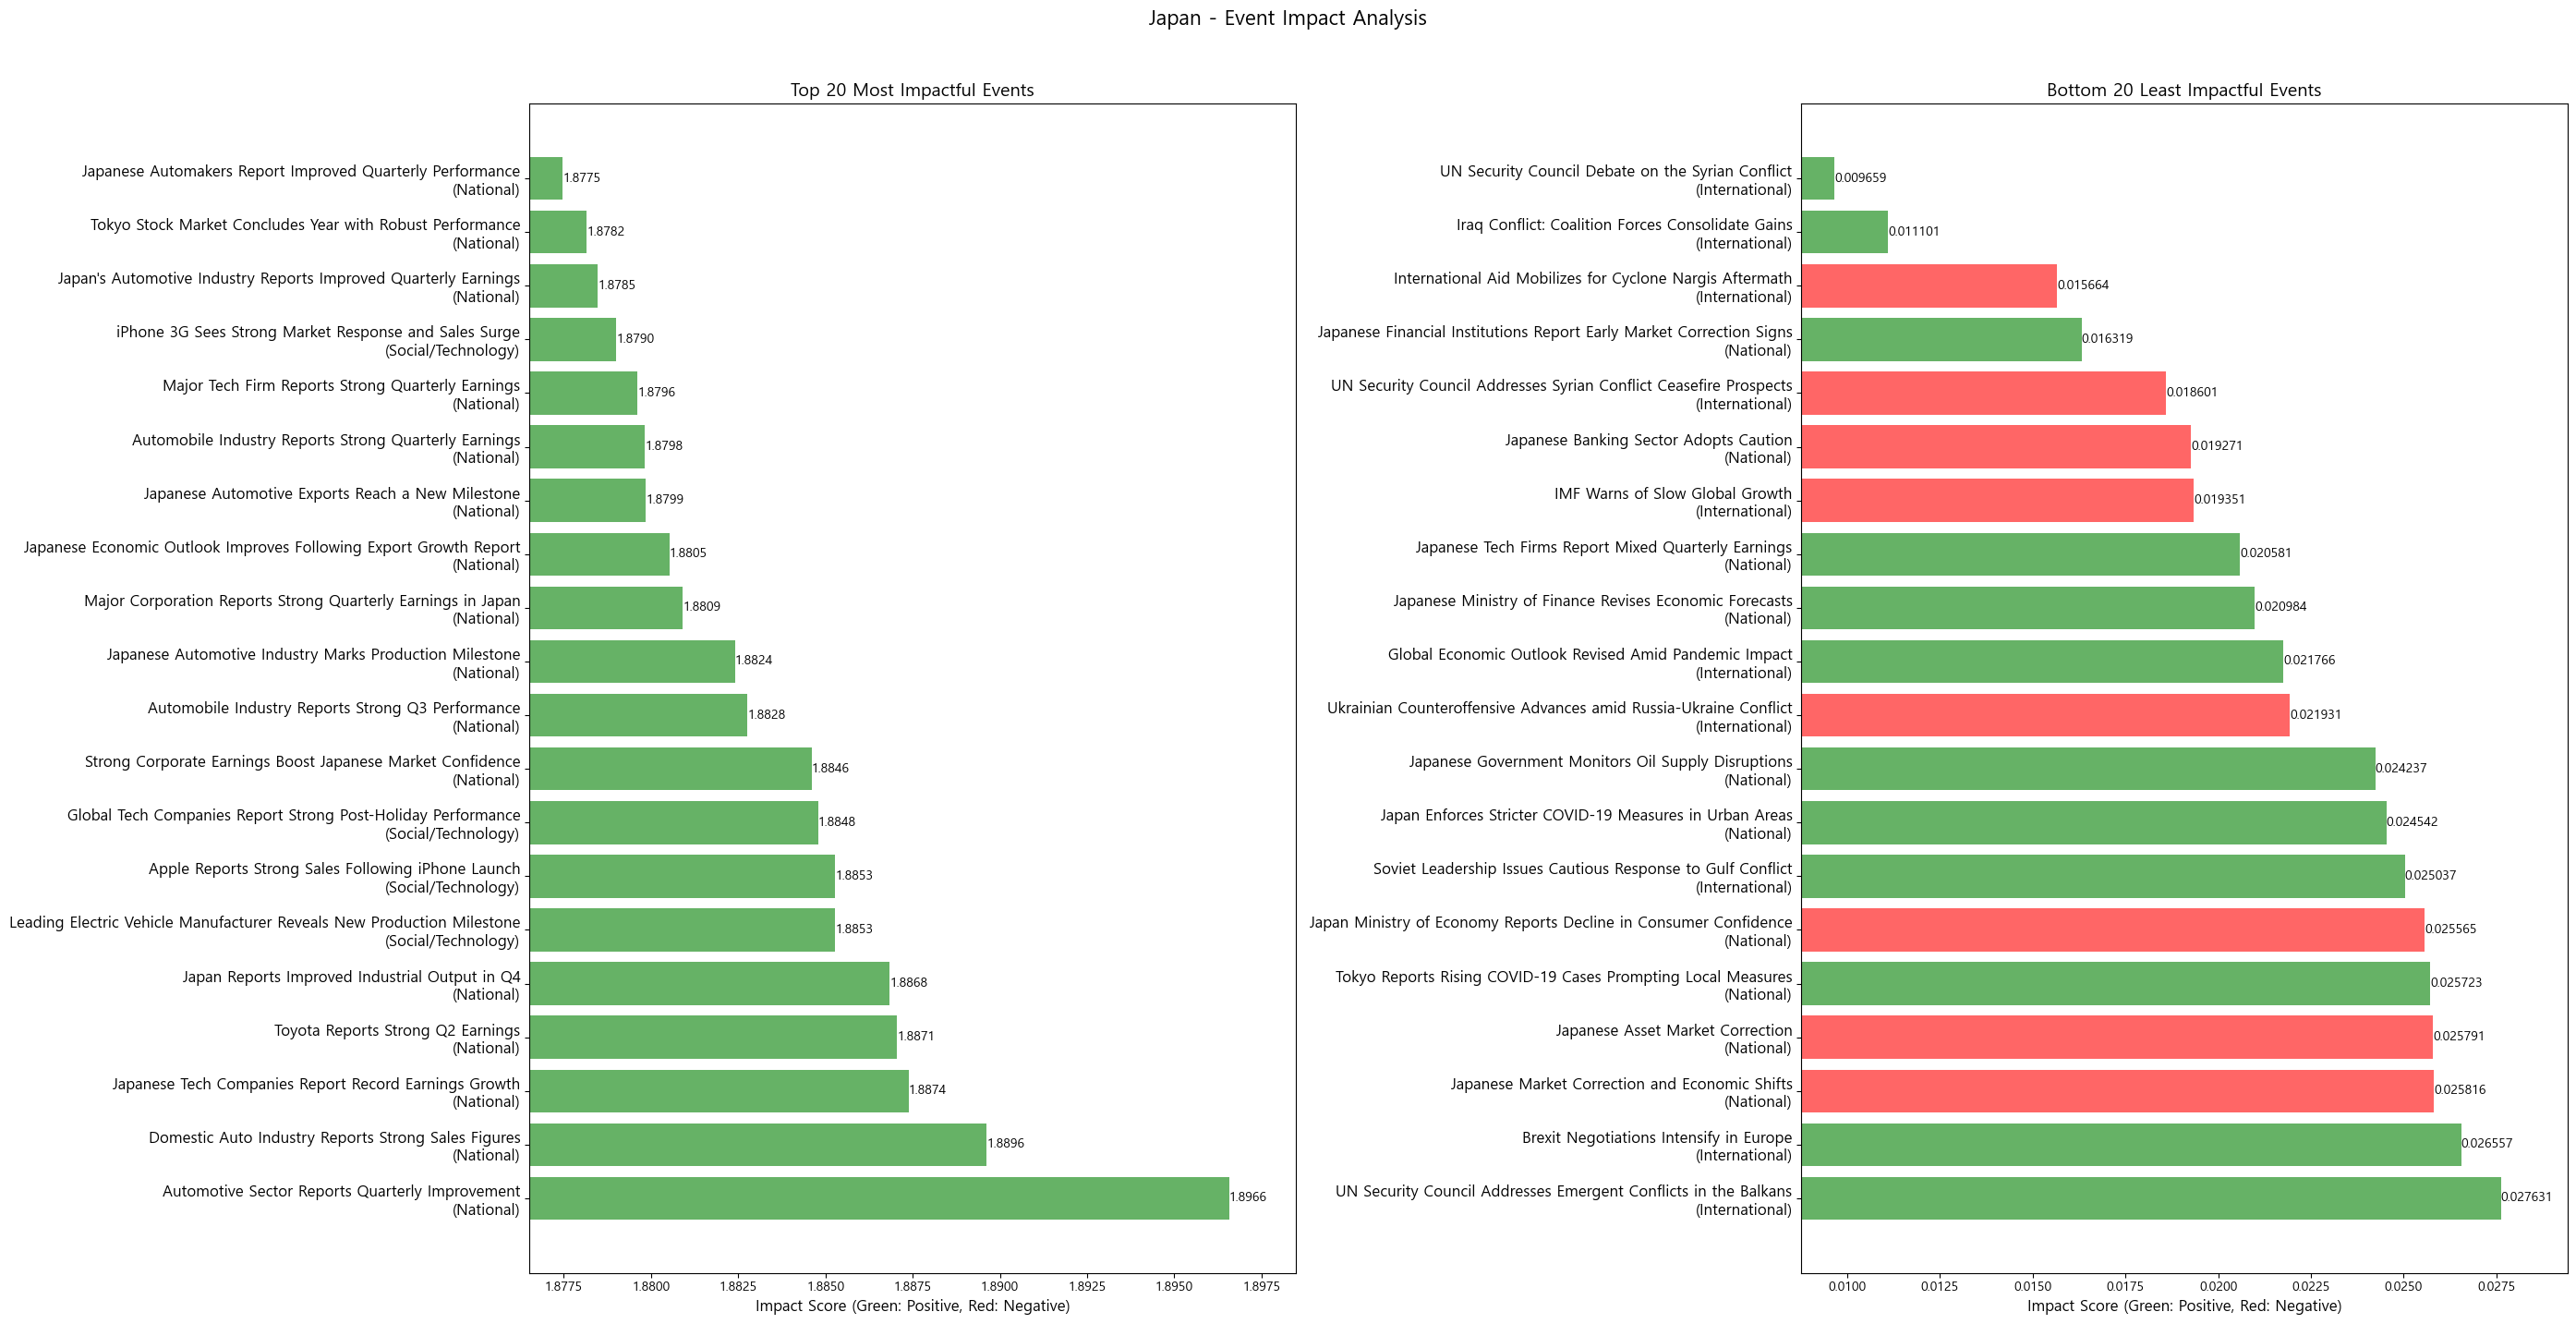 Japan - Event Impact Analysis
Top 20 Most Impactful Events
Japanese Automakers Report Improved Quarterly Performance
(National)
1.8775
Tokyo Stock Market Concludes Year with Robust Performance
(National)
1.8782
Japan's Automotive Industry Reports Improved Quarterly Earnings
(National)
1.8785
iPhone 3G Sees Strong Market Response and Sales Surge
(Social/Technology)
1.8790
Major Tech Firm Reports Strong Quarterly Earnings
(National)
1.8796
Automobile Industry Reports Strong Quarterly Earnings
(National)
1.8798
Japanese Automotive Exports Reach a New Milestone
(National)
1.8799
Japanese Economic Outlook Improves Following Export Growth Report
(National)
1.8805
Major Corporation Reports Strong Quarterly Earnings in Japan
(National)
1.8809
Japanese Automotive Industry Marks Production Milestone
(National)
1.8824
Automobile Industry Reports Strong Q3 Performance
(National)
1.8828
Strong Corporate Earnings Boost Japanese Market Confidence
(National)
1.8846
Global Tech Companies Report Strong Post-Holiday Performance
(Social/Technology)
1.8848
Apple Reports Strong Sales Following iPhone Launch
(Social/Technology)
1.8853
Leading Electric Vehicle Manufacturer Reveals New Production Milestone
(Social/Technology)
1.8853
Japan Reports Improved Industrial Output in Q4
(National)
1.8868
Toyota Reports Strong Q2 Earnings
(National)
1.8871
Japanese Tech Companies Report Record Earnings Growth
(National)
1.8874
Domestic Auto Industry Reports Strong Sales Figures
(National)
1.8896
Automotive Sector Reports Quarterly Improvement
(National)
1.8966
1.8775 1.8800 1.8825 1.8850 1.8875 1.8900 1.8925 1.8950 1.8975
Impact Score (Green: Positive, Red: Negative)
Bottom 20 Least Impactful Events
UN Security Council Debate on the Syrian Conflict
(International)
0.009659
Iraq Conflict: Coalition Forces Consolidate Gains
(International)
0.011101
International Aid Mobilizes for Cyclone Nargis Aftermath
(International)
0.015664
Japanese Financial Institutions Report Early Market Correction Signs
(National)
0.016319
UN Security Council Addresses Syrian Conflict Ceasefire Prospects
(International)
0.018601
Japanese Banking Sector Adopts Caution
(National)
0.019271
IMF Warns of Slow Global Growth
(International)
0.019351
Japanese Tech Firms Report Mixed Quarterly Earnings
(National)
0.020581
Japanese Ministry of Finance Revises Economic Forecasts
(National)
0.020984
Global Economic Outlook Revised Amid Pandemic Impact
(International)
0.021766
Ukrainian Counteroffensive Advances amid Russia-Ukraine Conflict
(International)
0.021931
Japanese Government Monitors Oil Supply Disruptions
(National)
0.024237
Japan Enforces Stricter COVID-19 Measures in Urban Areas
(National)
0.024542
Soviet Leadership Issues Cautious Response to Gulf Conflict
(International)
0.025037
Japan Ministry of Economy Reports Decline in Consumer Confidence
(National)
0.025565
Tokyo Reports Rising COVID-19 Cases Prompting Local Measures
(National)
0.025723
Japanese Asset Market Correction
(National)
0.025791
Japanese Market Correction and Economic Shifts
(National)
0.025816
Brexit Negotiations Intensify in Europe
(International)
0.026557
UN Security Council Addresses Emergent Conflicts in the Balkans
(International)
0.027631
0.0100 0.0125 0.0150 0.0175 0.0200 0.0225 0.0250 0.0275
Impact Score (Green: Positive, Red: Negative)